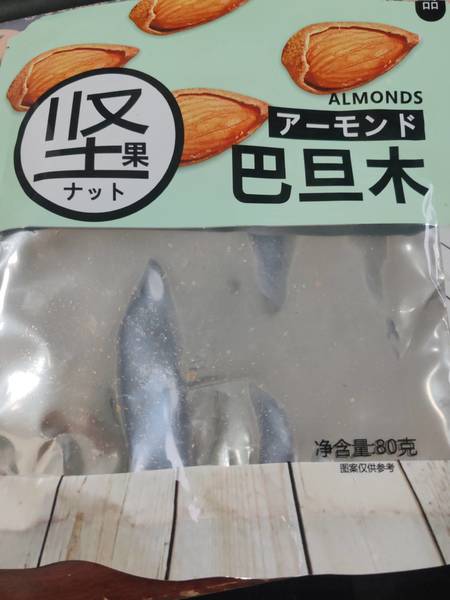 品
坚果
ナット
ALMONDS
アーモンド
巴旦木
净含量:80克
图案仅供参考